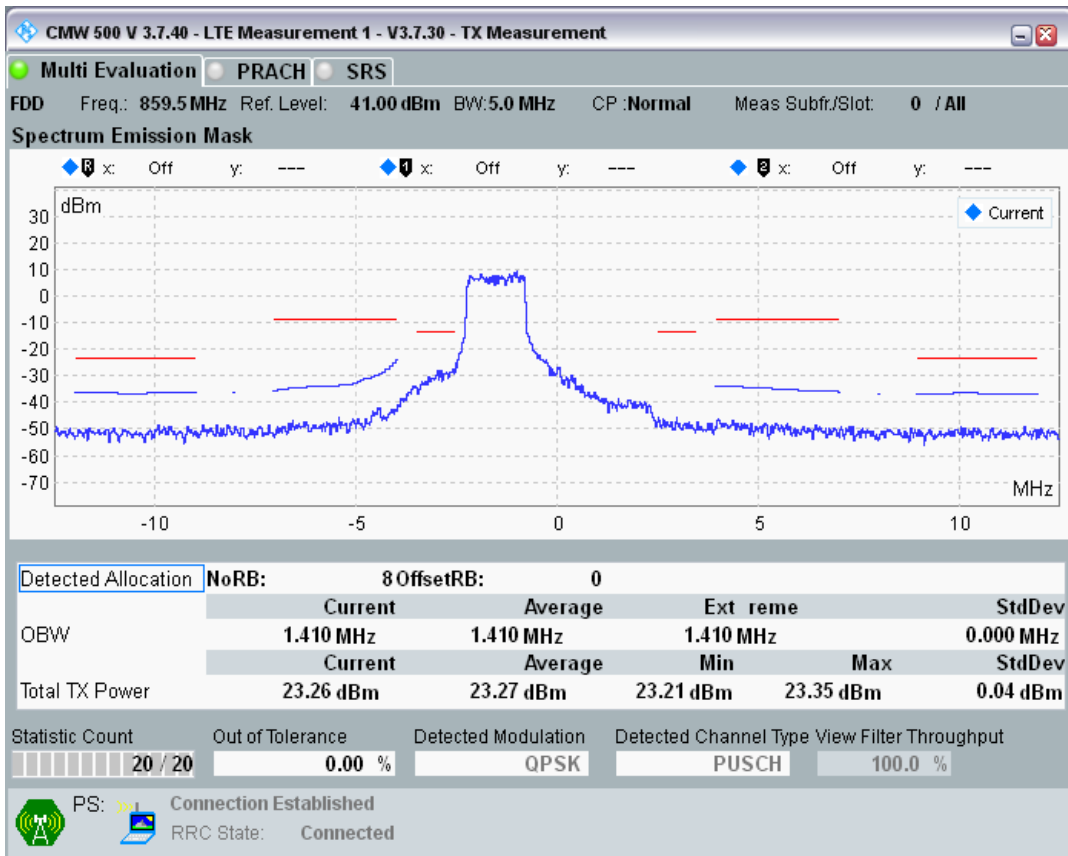 CMW 500 V 3.7.40 - LTE Measurement 1 - V3.7.30 - TX Measurement
Multi Evaluation PRACH SRS
FDD Freq.: 859.5 MHz Ref. Level: 41.00 dBm BW: 5.0 MHz CP : Normal Meas Subfr./Slot: 0 / All
Spectrum Emission Mask
R x: Off y: --- 1 x: Off y: --- 2 x: Off y: ---
dBm
Current
30
20
10
0
-10
-20
-30
-40
-50
-60
-70
MHz
-10 -5 0 5 10
Detected Allocation NoRB: 8 OffsetRB: 0
Current Average Ext reme StdDev
OBW 1.410 MHz 1.410 MHz 1.410 MHz 0.000 MHz
Current Average Min Max StdDev
Total TX Power 23.26 dBm 23.27 dBm 23.21 dBm 23.35 dBm 0.04 dBm
Statistic Count Out of Tolerance Detected Modulation Detected Channel Type View Filter Throughput
20 / 20 0.00 % QPSK PUSCH 100.0 %
PS: Connection Established
RRC State: Connected